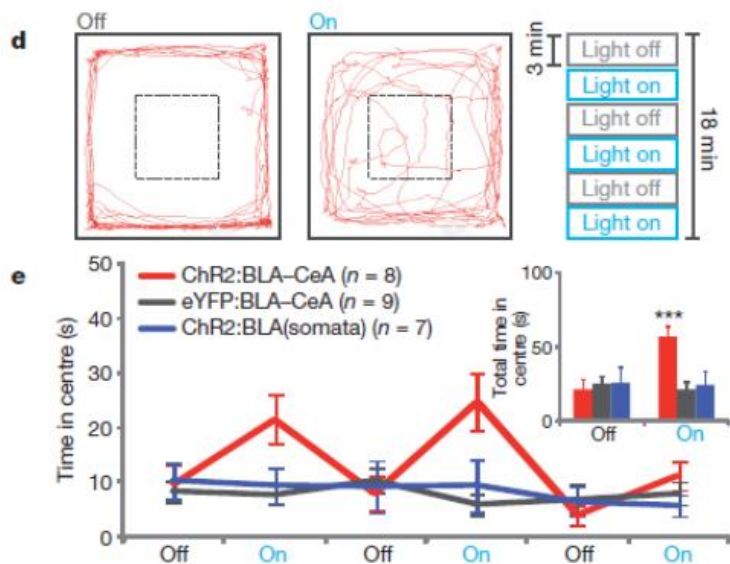 d
Off
On
3 min
Light off
Light on
Light off
Light on
Light off
Light on
18 min
e
50
40
30
20
10
0
Time in centre (s)
ChR2:BLA–CeA (n = 8)
eYFP:BLA–CeA (n = 9)
ChR2:BLA(somata) (n = 7)
100
50
0
Total time in
centre (s)
***
Off
On
Off
On
Off
On
Off
On